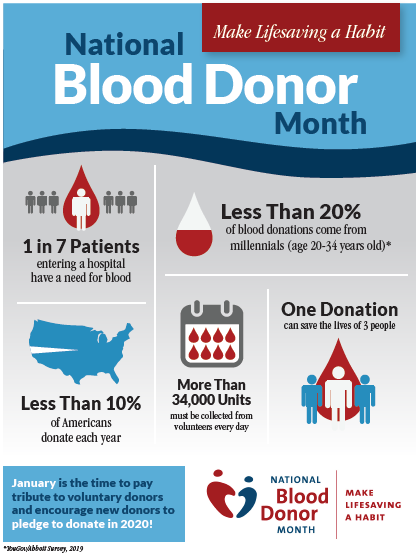 Make Lifesaving a Habit
National
Blood Donor
Month
1 in 7 Patients
entering a hospital
have a need for blood
Less Than 20%
of blood donations come from
millennials (age 20-34 years old)*
Less Than 10%
of Americans
donate each year
More Than
34,000 Units
must be collected from
volunteers every day
One Donation
can save the lives of 3 people
January is the time to pay
tribute to voluntary donors
and encourage new donors to
pledge to donate in 2020!
NATIONAL
Blood
Donor
MONTH
MAKE
LIFESAVING
A HABIT
*YouGov/Abbott Survey, 2019